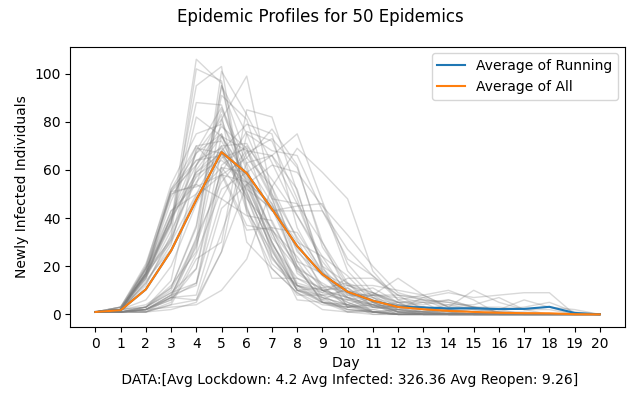 Epidemic Profiles for 50 Epidemics
Newly Infected Individuals
100
80
60
40
20
0
Average of Running
Average of All
0 1 2 3 4 5 6 7 8 9 10 11 12 13 14 15 16 17 18 19 20
Day
DATA:[Avg Lockdown: 4.2 Avg Infected: 326.36 Avg Reopen: 9.26]